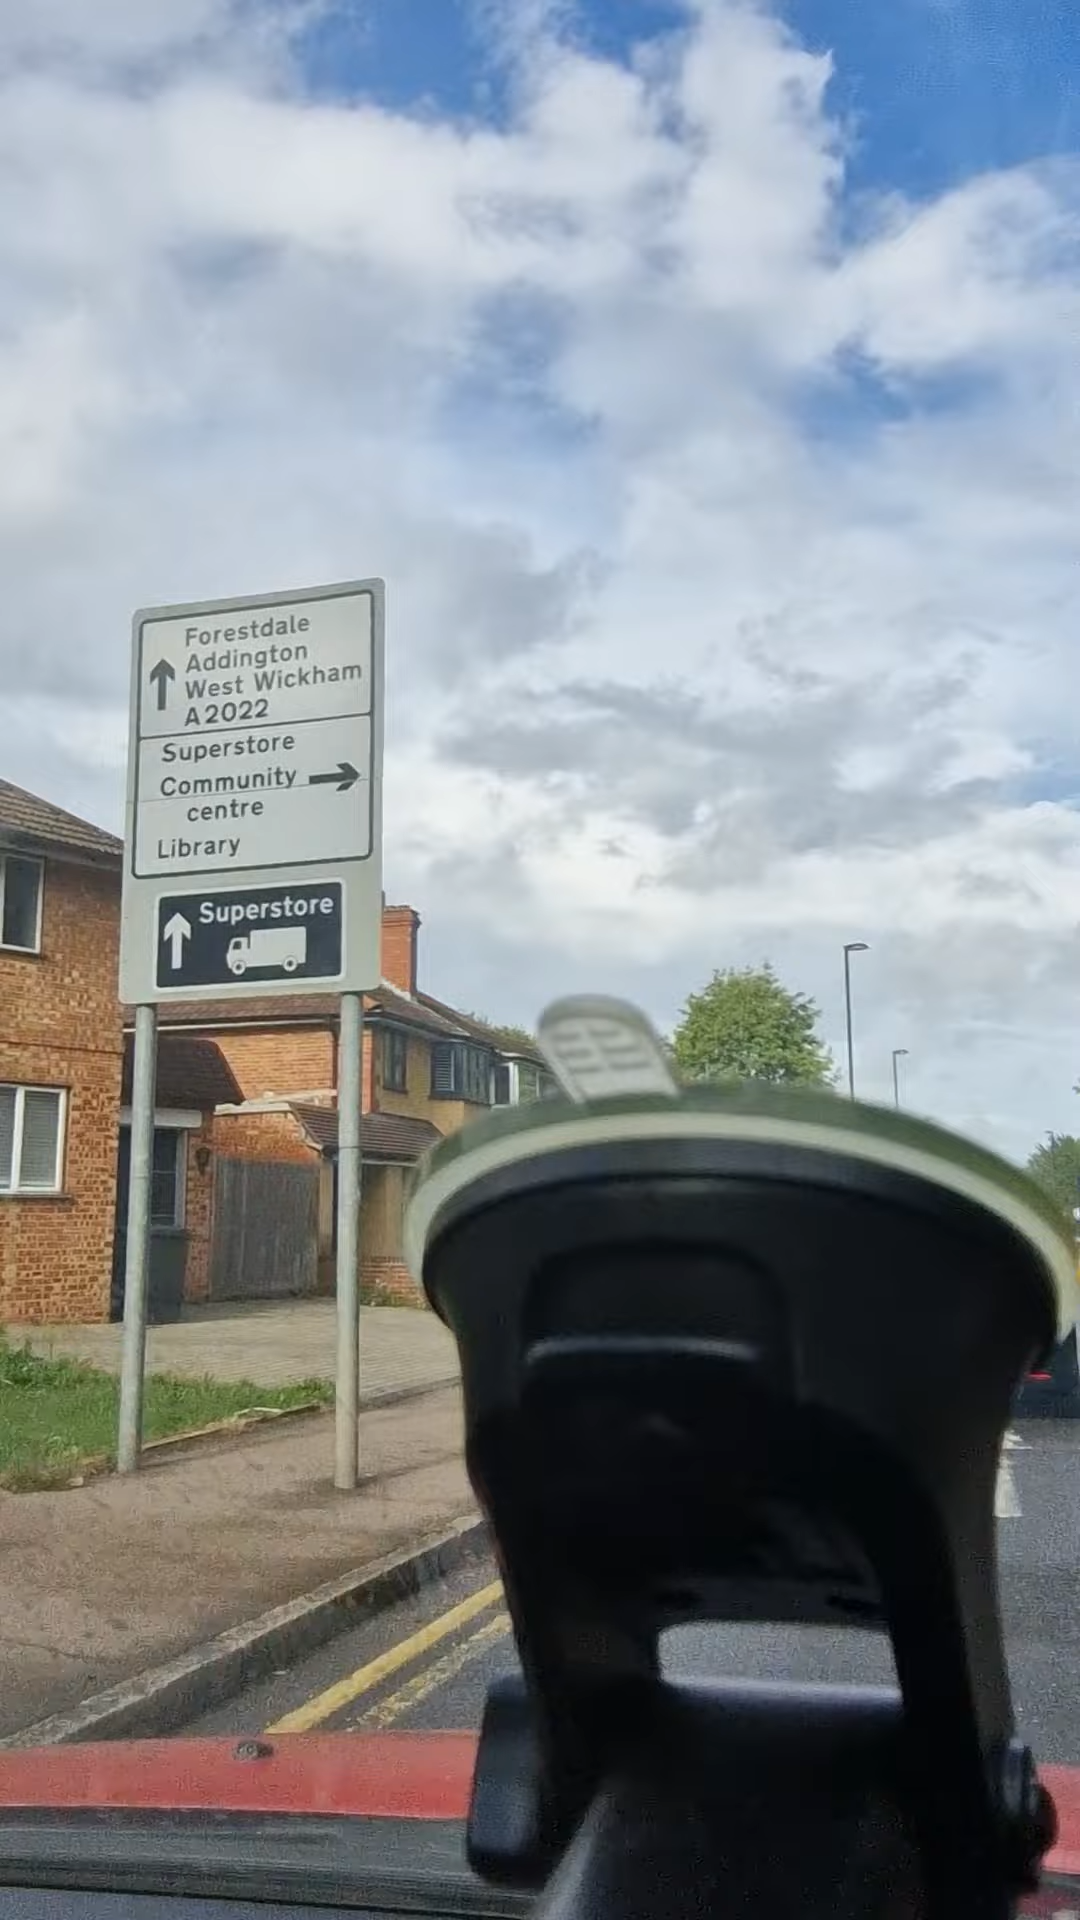 Forestdale
Addington
West Wickham
A2022
Superstore
Community
centre
Library
Superstore